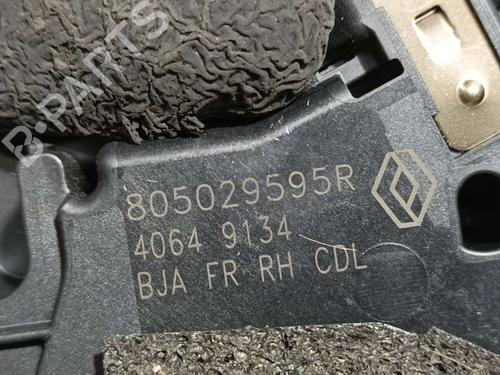 B-PARTS
805029595R
4064 9134
BJA FR RH CDL